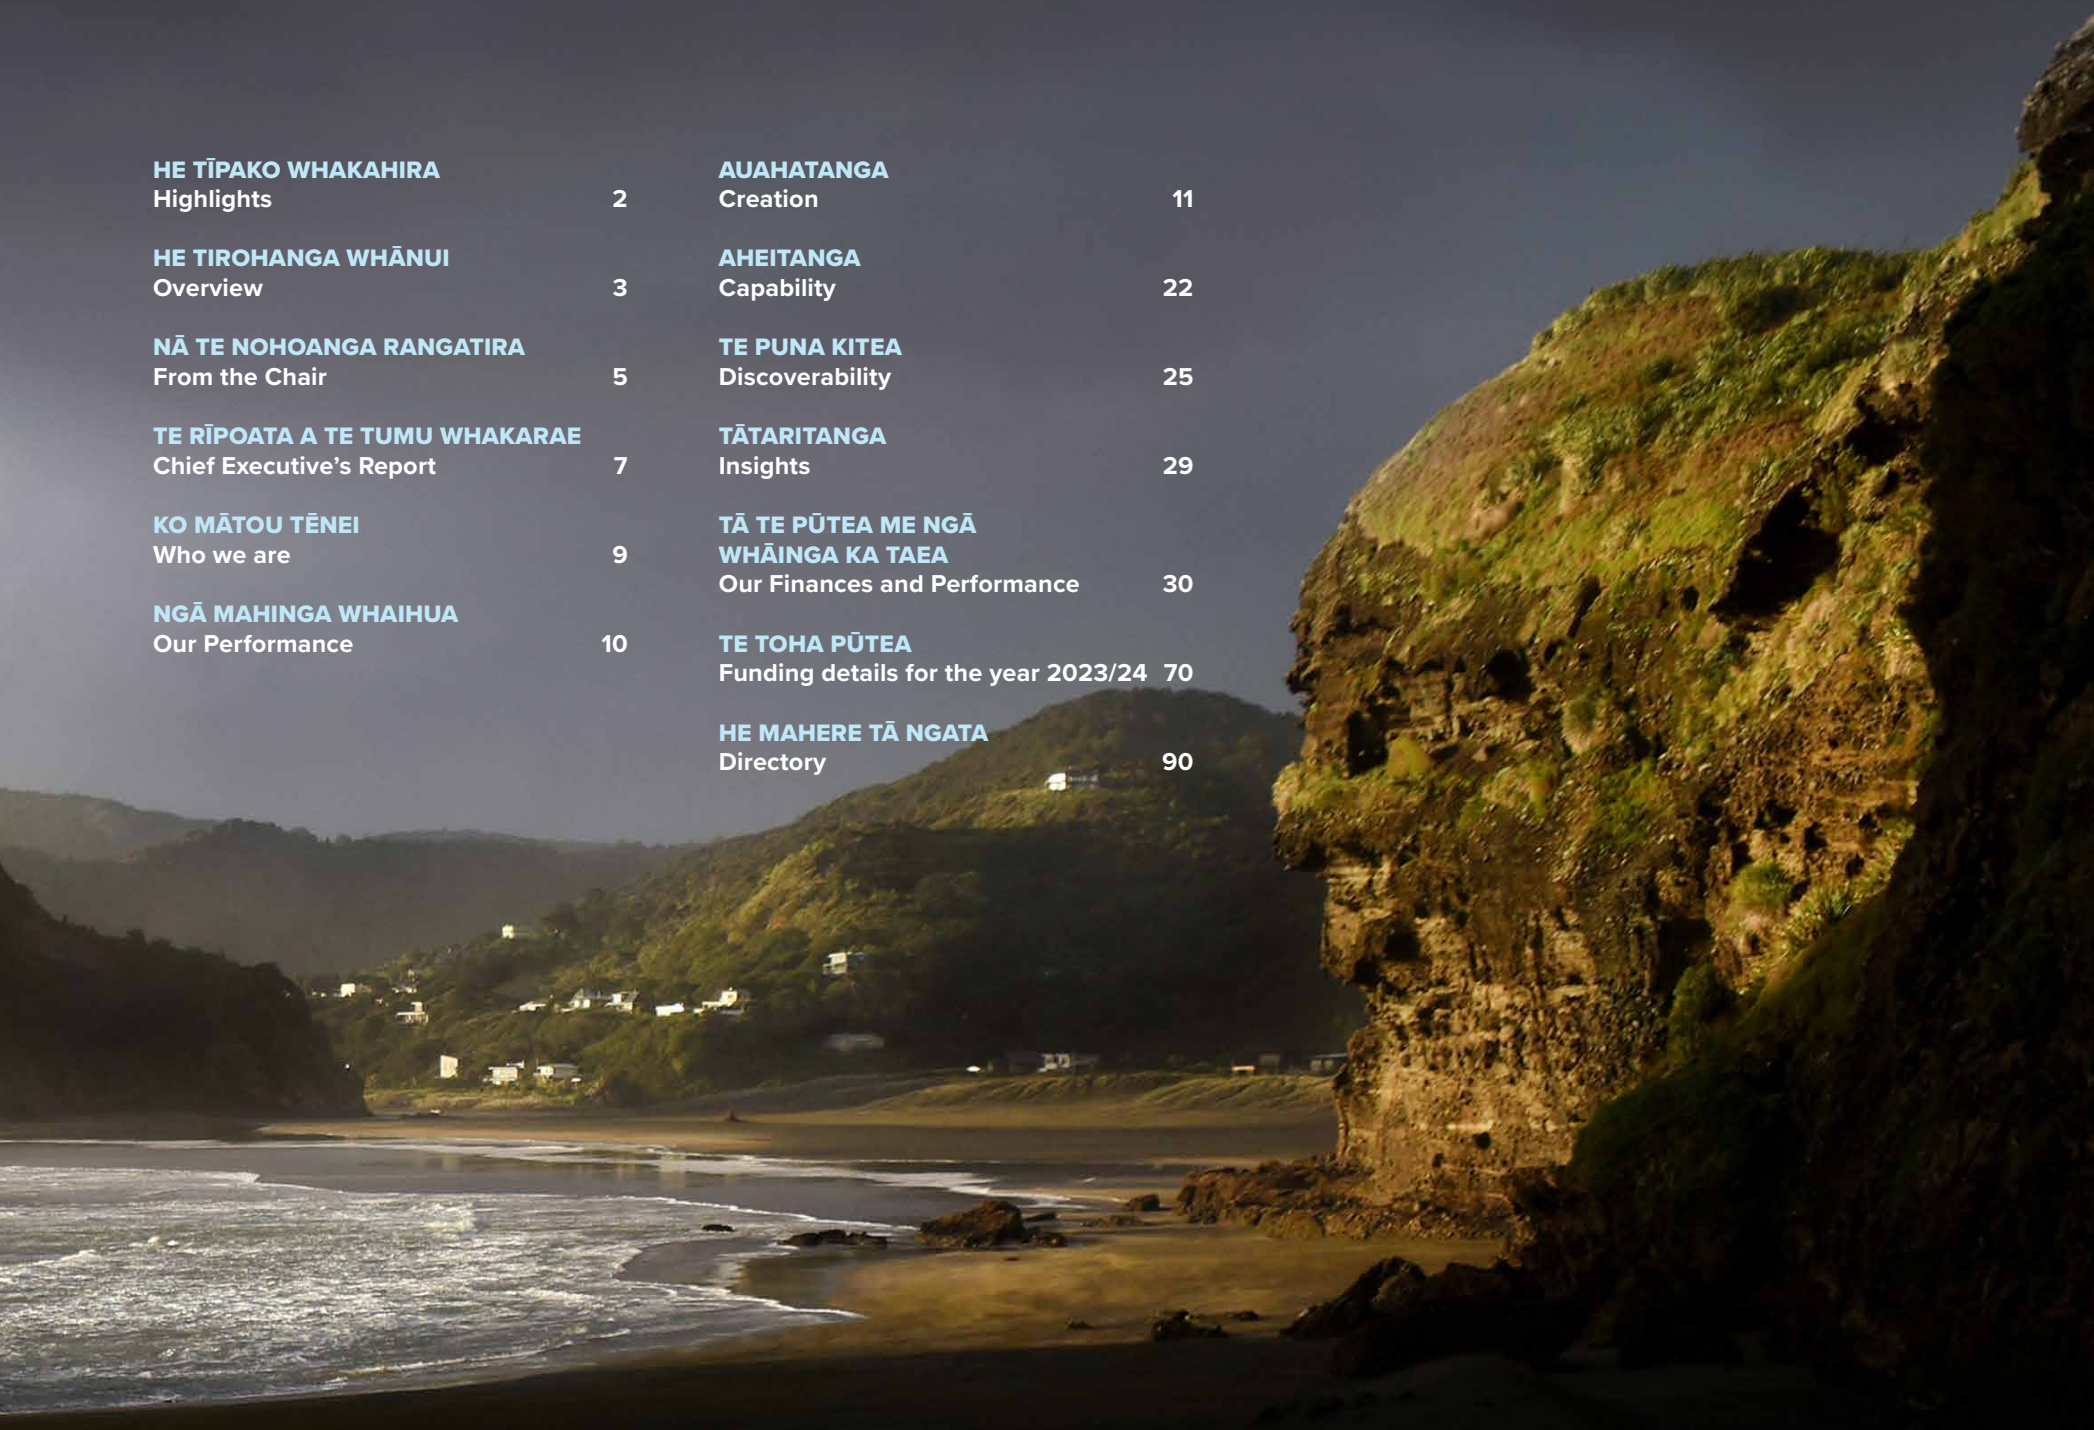 HE TĪPAKO WHAKAHIRA
Highlights 2
HE TIROHANGA WHĀNUI
Overview 3
NĀ TE NOHOANGA RANGATIRA
From the Chair 5
TE RĪPOATA A TE TUMU WHAKARAE
Chief Executive’s Report 7
KO MĀTOU TĒNEI
Who we are 9
NGĀ MAHINGA WHAIHUA
Our Performance 10
AUAHATANGA
Creation 11
AHEITANGA
Capability 22
TE PUNA KITEA
Discoverability 25
TĀTARITANGA
Insights 29
TĀ TE PŪTEA ME NGĀ
WHĀINGA KA TAEA
Our Finances and Performance 30
TE TOHA PŪTEA
Funding details for the year 2023/24 70
HE MAHERE TĀ NGATA
Directory 90